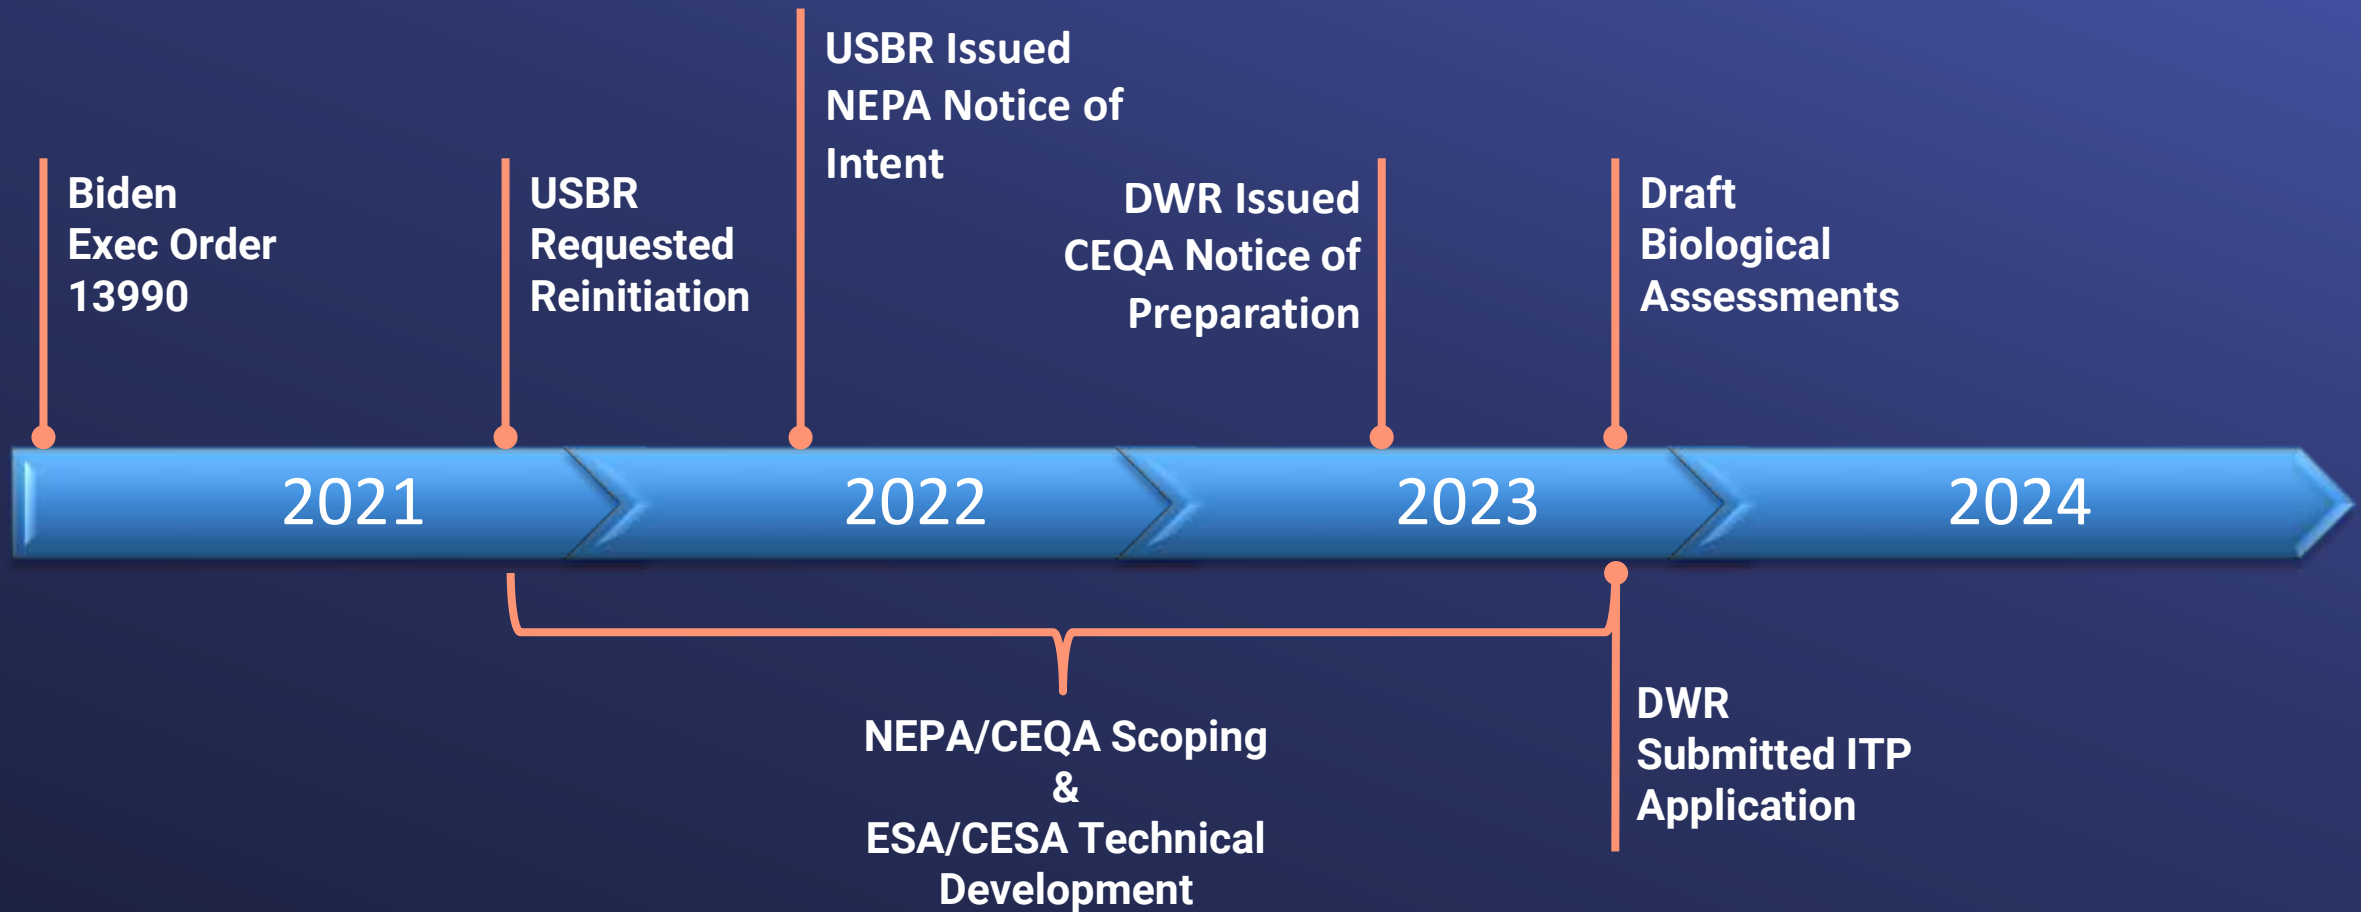 USBR Issued
NEPA Notice of
Intent
Biden
Exec Order
13990
USBR
Requested
Reinitiation
DWR Issued
CEQA Notice of
Preparation
Draft
Biological
Assessments
2021
2022
2023
2024
NEPA/CEQA Scoping
&
ESA/CESA Technical
Development
DWR
Submitted ITP
Application